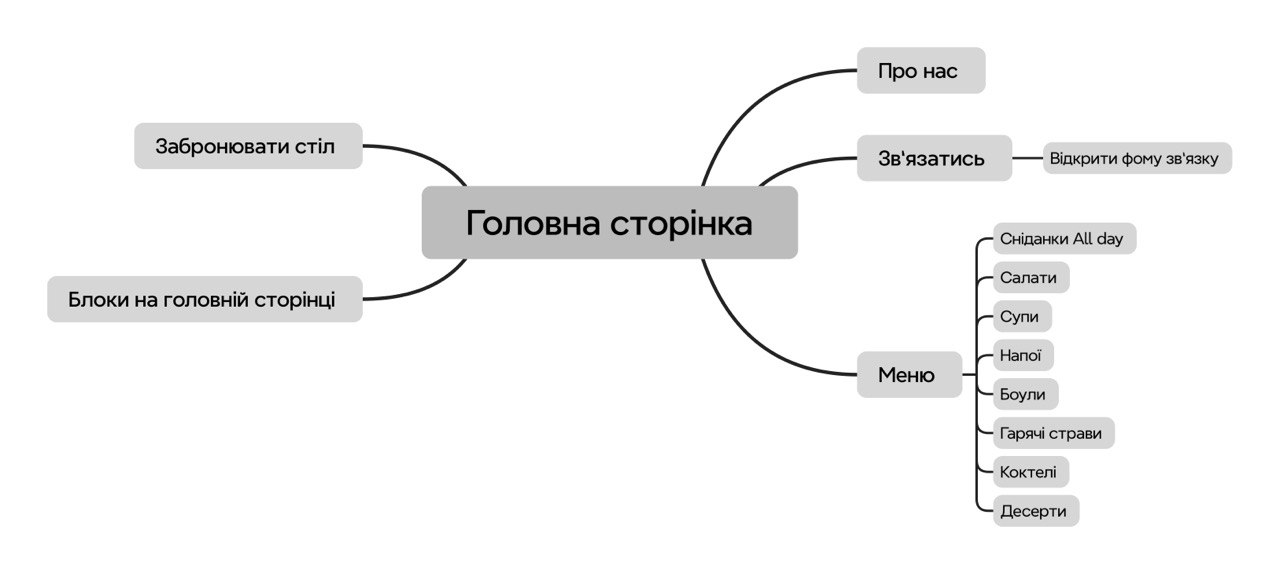 Про нас
Забронювати стіл
Зв'язатись
Відкрити фому зв'язку
Головна сторінка
Сніданки All day
Салати
Блоки на головній сторінці
Супи
Напої
Меню
Боули
Гарячі страви
Коктелі
Десерти